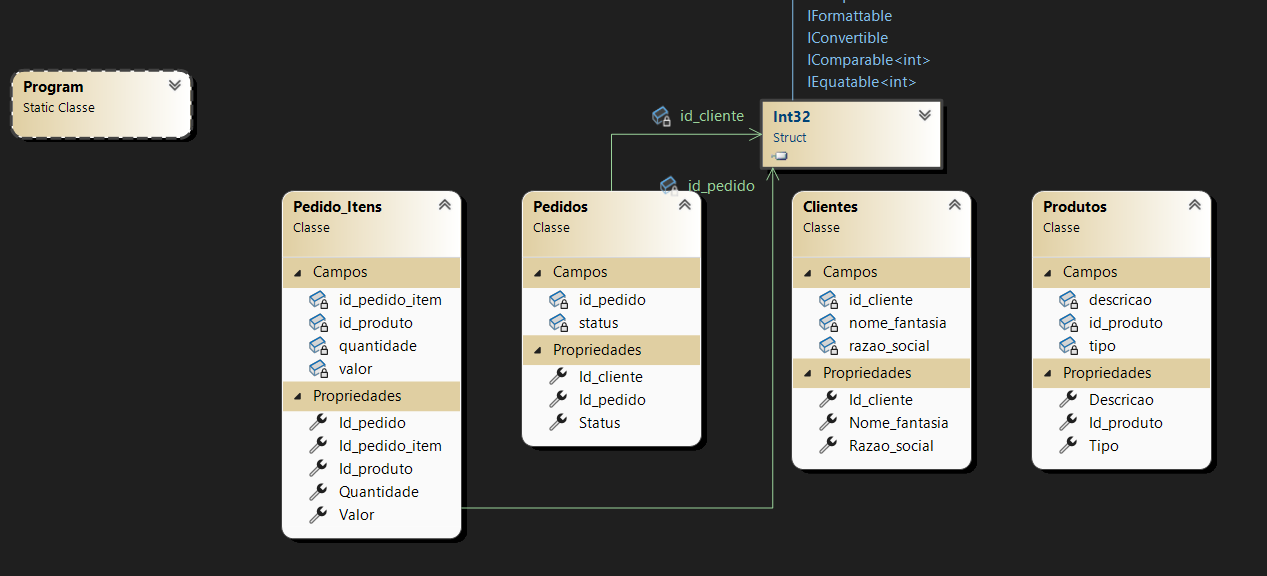 IFormattable
IConvertible
IComparable<int>
IEquatable<int>
Program
Static Classe
id_cliente
Int32
Struct
id_pedido
Pedido_Itens
Classe
Campos
id_pedido_item
id_produto
quantidade
valor
Propriedades
Id_pedido
Id_pedido_item
Id_produto
Quantidade
Valor
Pedidos
Classe
Campos
id_pedido
status
Propriedades
Id_cliente
Id_pedido
Status
Clientes
Classe
Campos
id_cliente
nome_fantasia
razao_social
Propriedades
Id_cliente
Nome_fantasia
Razao_social
Produtos
Classe
Campos
descricao
id_produto
tipo
Propriedades
Descricao
Id_produto
Tipo